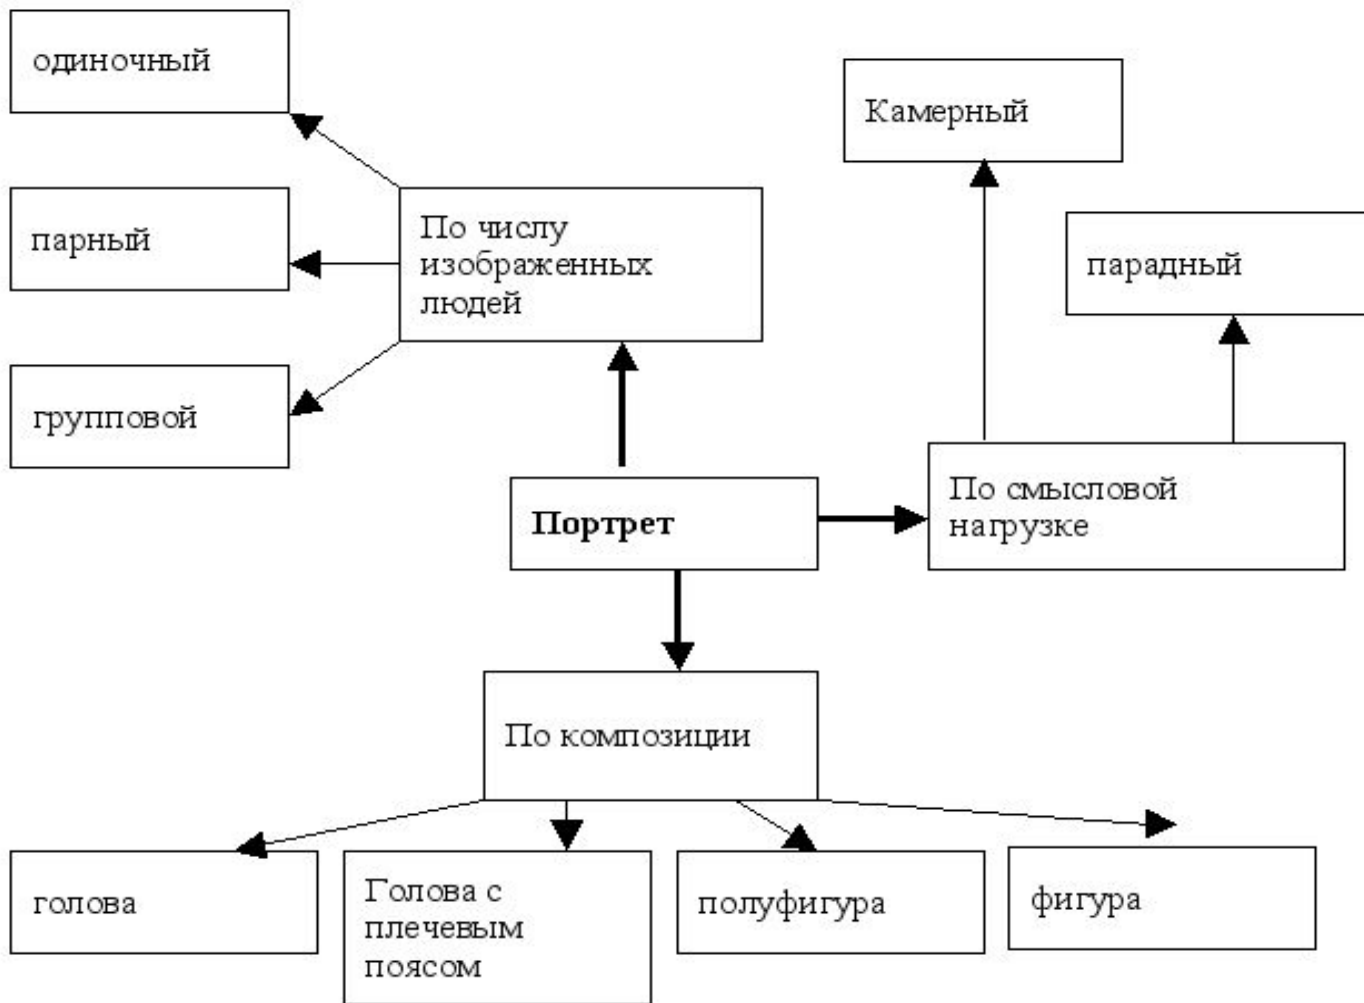 одиночный
Камерный
парный
По числу
изображенных
людей
парадный
групповой
Портрет
По смысловой
нагрузке
По композиции
голова
Голова с
плечевым
поясом
полуфигура
фигура